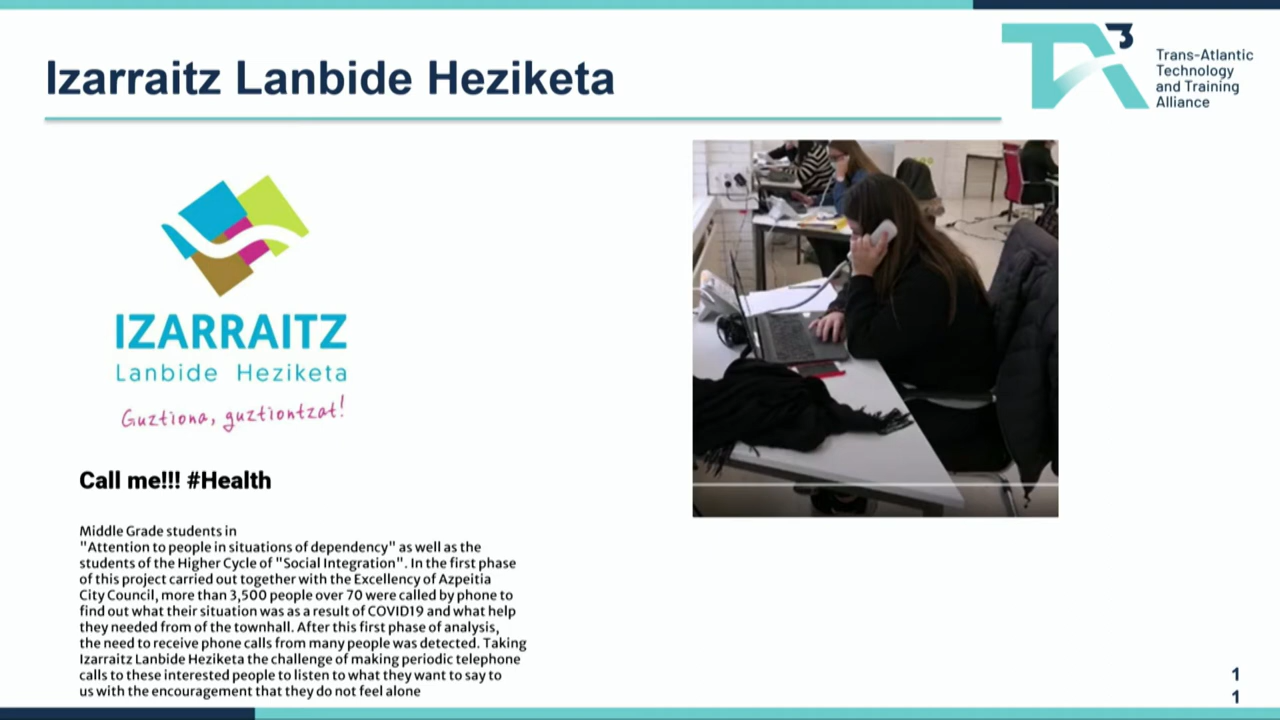 Izarraitz Lanbide Heziketa
TA3
Trans-Atlantic
Technology
and Training
Alliance
IZARRAITZ
Lanbide Heziketa
Guztiona, guztiontzat!
Call me!!! #Health
Middle Grade students in
"Attention to people in situations of dependency" as well as the
students of the Higher Cycle of "Social Integration". In the first phase
of this project carried out together with the Excellency of Azpeitia
City Council, more than 3,500 people over 70 were called by phone to
find out what their situation was as a result of COVID19 and what help
they needed from of the townhall. After this first phase of analysis,
the need to receive phone calls from many people was detected. Taking
Izarraitz Lanbide Heziketa the challenge of making periodic telephone
calls to these interested people to listen to what they want to say to
us with the encouragement that they do not feel alone
1
1